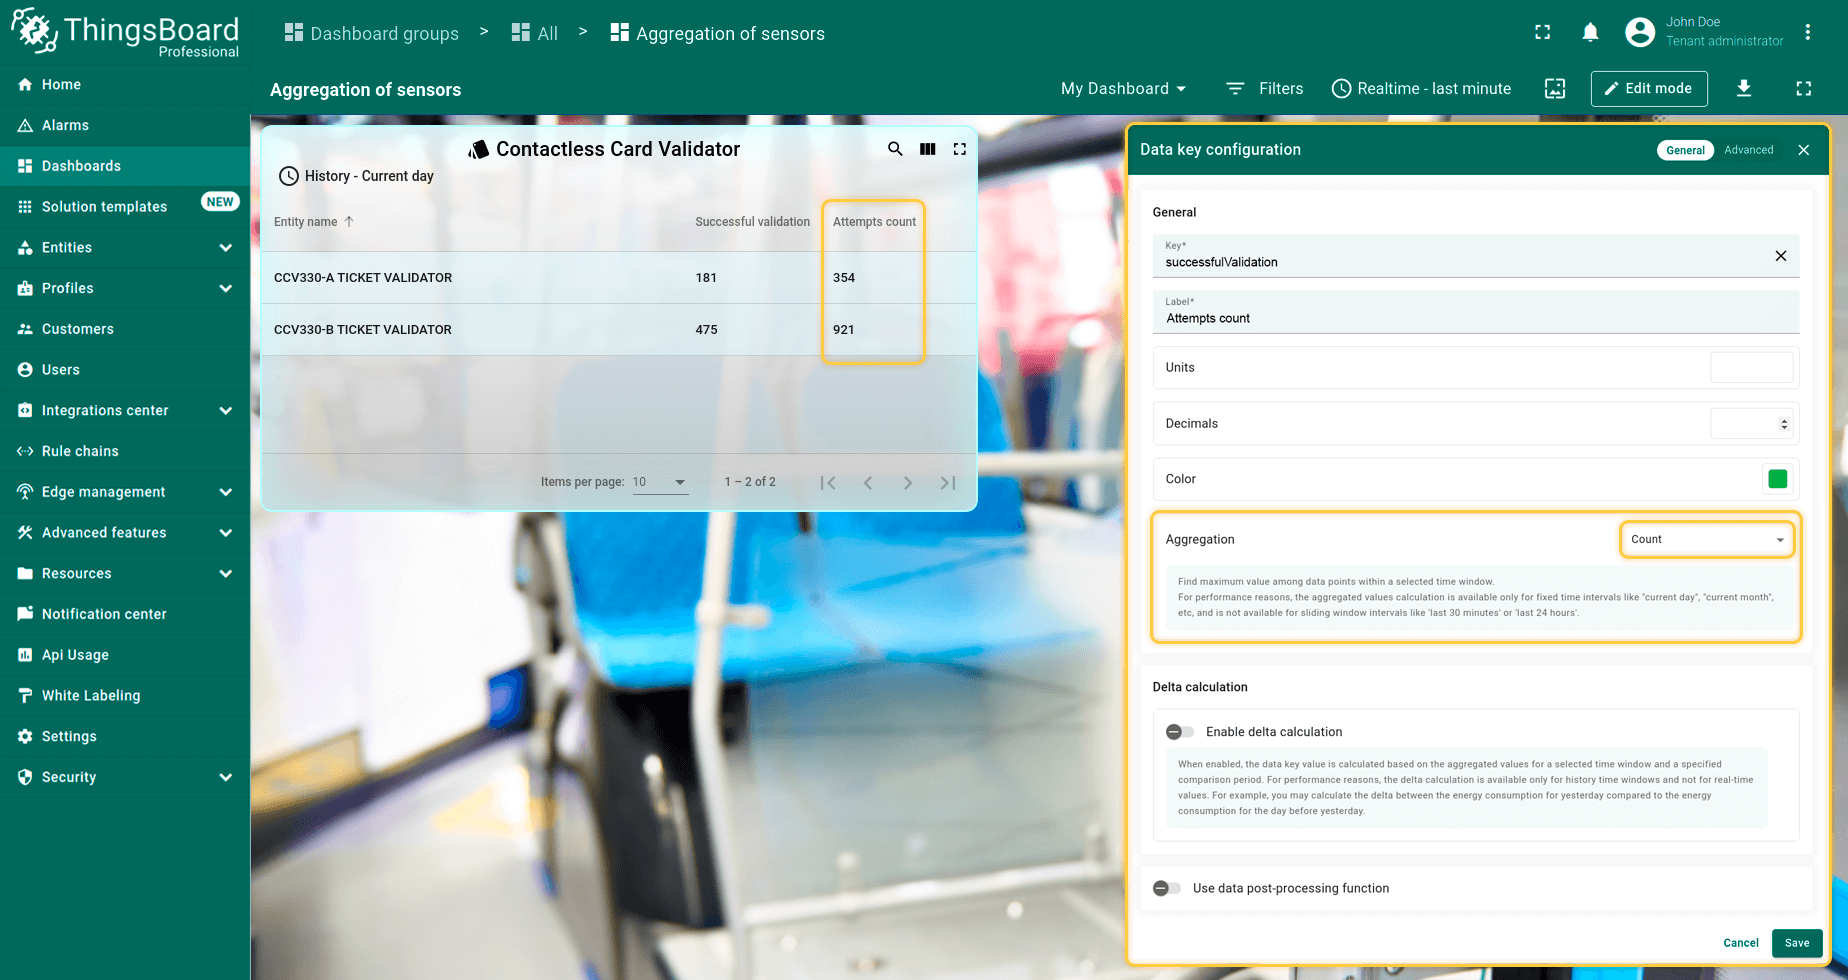 ThingsBoard
Professional
Dashboard groups > All > Aggregation of sensors
John Doe
Tenant administrator
Aggregation of sensors
My Dashboard
Filters
Realtime - last minute
Edit mode
Home
Alarms
Dashboards
Solution templates
NEW
Entities
Profiles
Customers
Users
Integrations center
Rule chains
Edge management
Advanced features
Resources
Notification center
Api Usage
White Labeling
Settings
Security
Contactless Card Validator
History - Current day
Entity name Successful validation Attempts count
CCV330-A TICKET VALIDATOR 181 354
CCV330-B TICKET VALIDATOR 475 921
Items per page: 10 1 – 2 of 2
Data key configuration
General Advanced
General
Key*
successfulValidation
Label*
Attempts count
Units
Decimals
Color
Aggregation
Count
Find maximum value among data points within a selected time window.
For performance reasons, the aggregated values calculation is available only for fixed time intervals like "current day", "current month",
etc, and is not available for sliding window intervals like 'last 30 minutes' or 'last 24 hours'.
Delta calculation
Enable delta calculation
When enabled, the data key value is calculated based on the aggregated values for a selected time window and a specified
comparison period. For performance reasons, the delta calculation is available only for history time windows and not for real-time
values. For example, you may calculate the delta between the energy consumption for yesterday compared to the energy
consumption for the day before yesterday.
Use data post-processing function
Cancel
Save